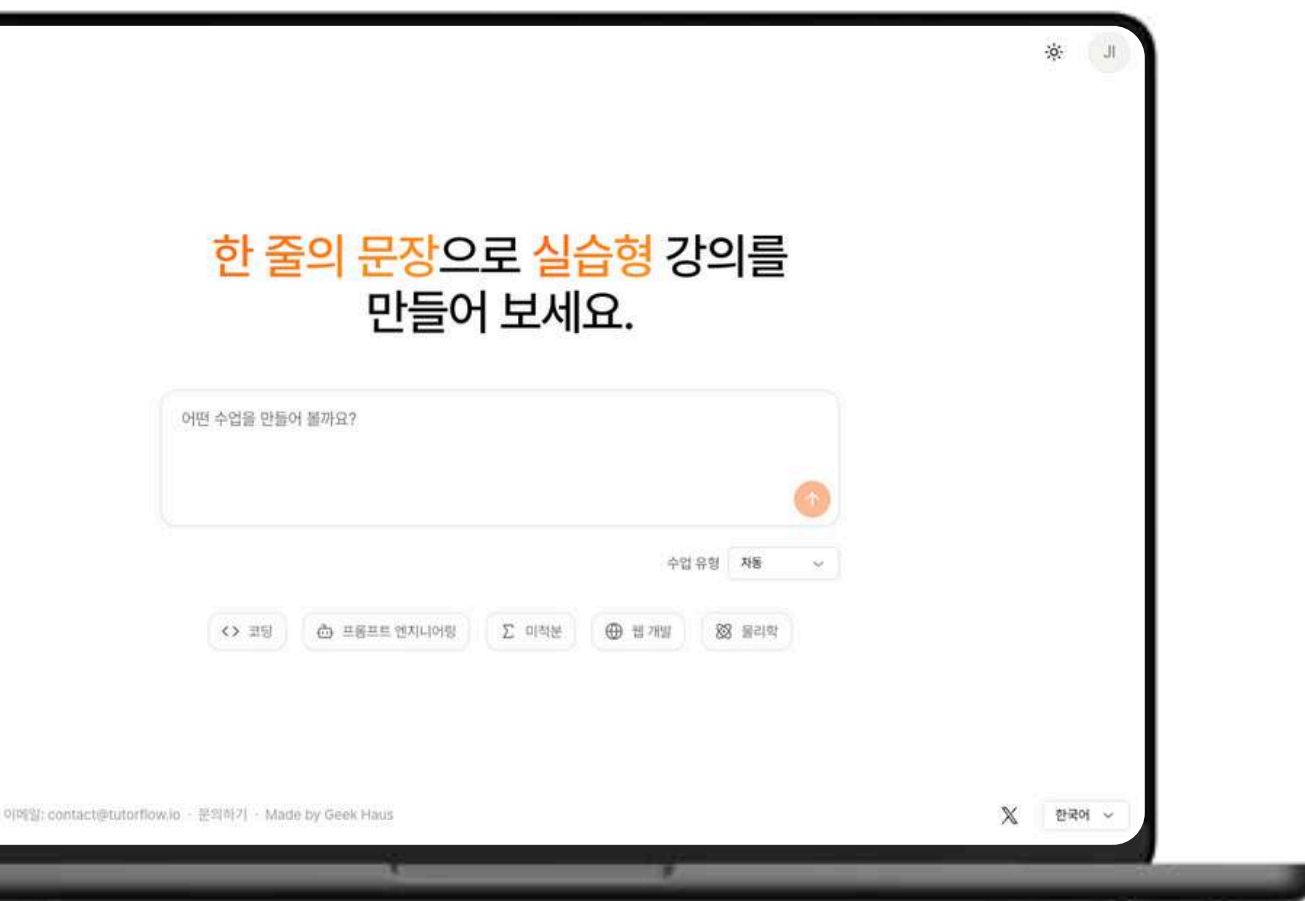 JI
한 줄의 문장으로 실습형 강의를
만들어 보세요.
어떤 수업을 만들어 볼까요?
수업 유형 자동
코딩 프롬프트 엔지니어링 미적분 웹 개발 물리학
이메일: contact@tutorflow.io · 문의하기 · Made by Geek Haus
한국어